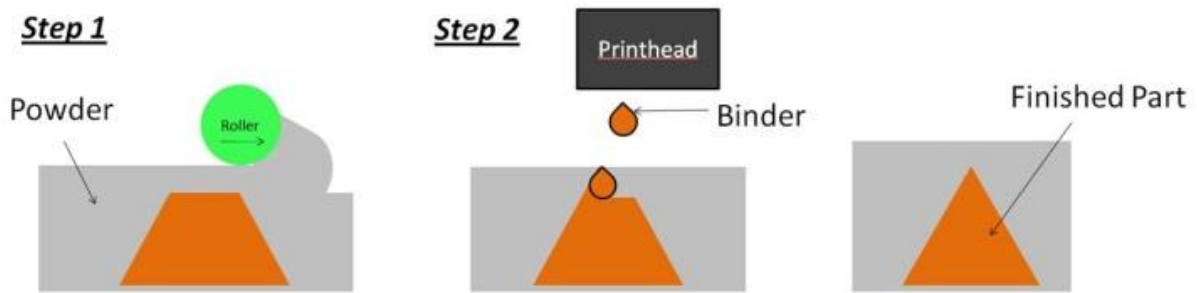 Step 1
Powder
Roller
Step 2
Printhead
Binder
Finished Part